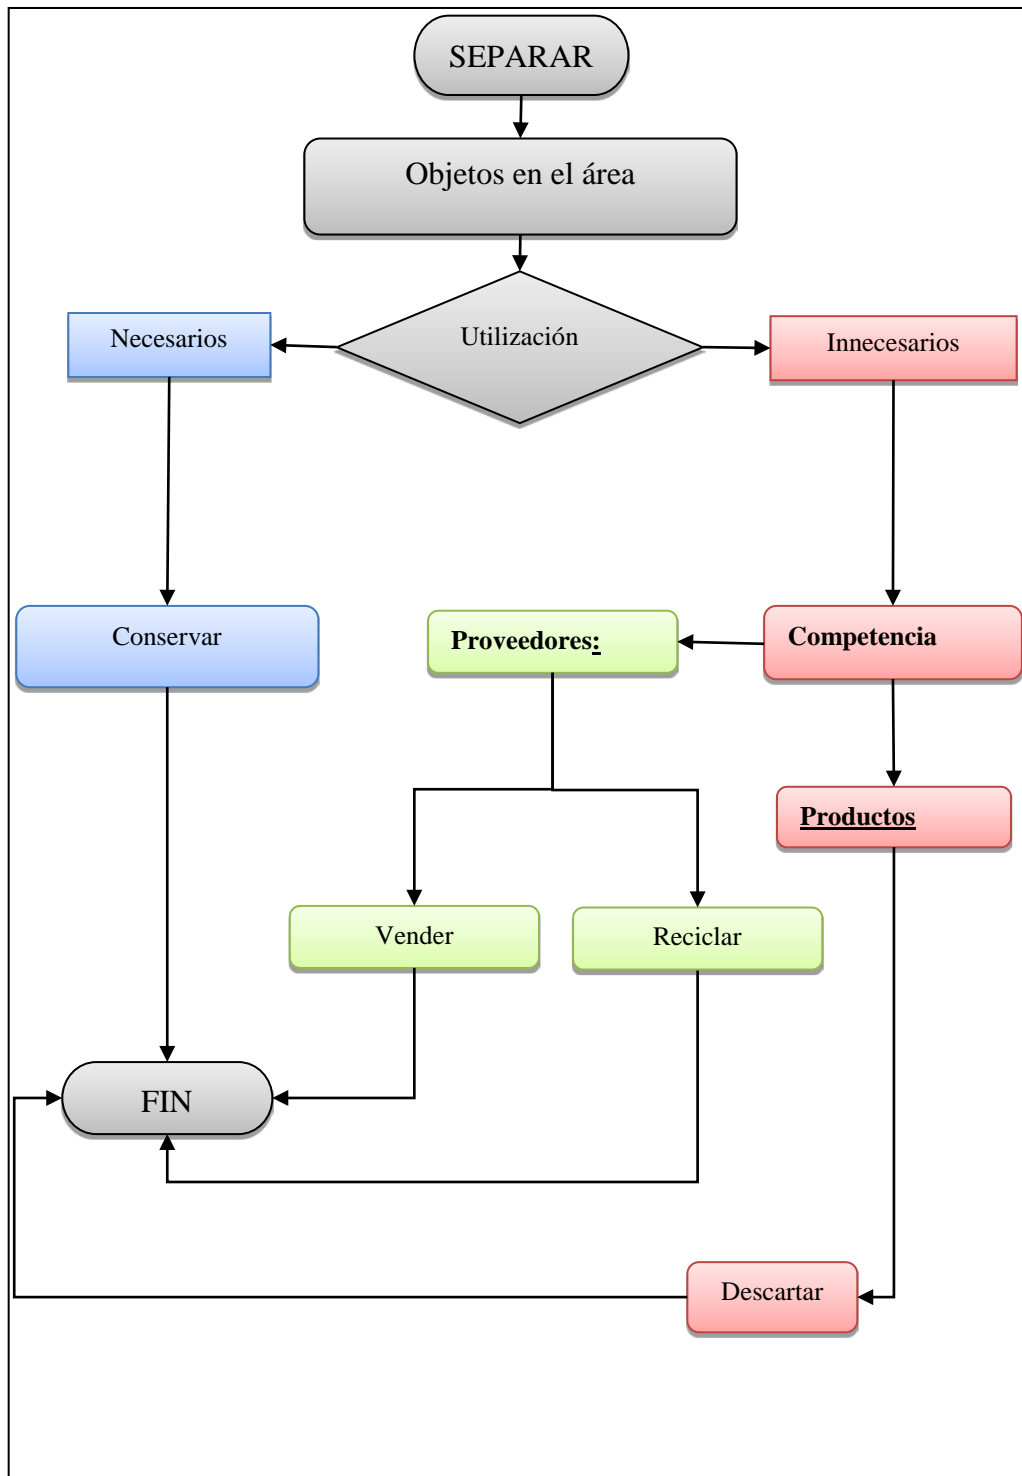 SEPARAR
Objetos en el área
Utilización
Necesarios
Innecesarios
Conservar
Proveedores:
Competencia
Productos
Vender
Reciclar
FIN
Descartar